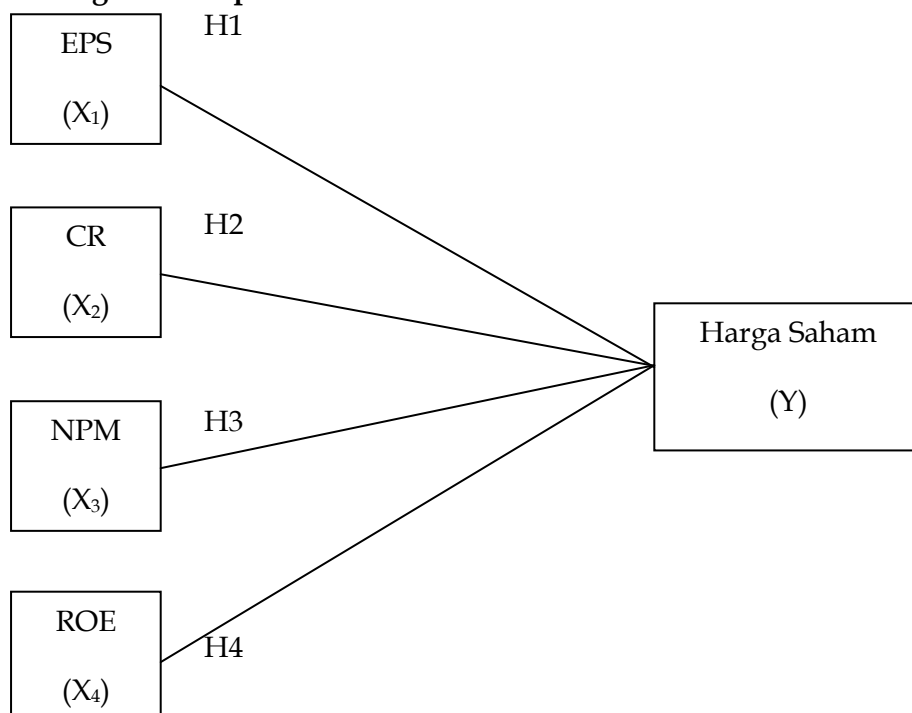 H1
EPS
(X₁)
H2
CR
(X₂)
Harga Saham
(Y)
H3
NPM
(X₃)
ROE
H4
(X₄)